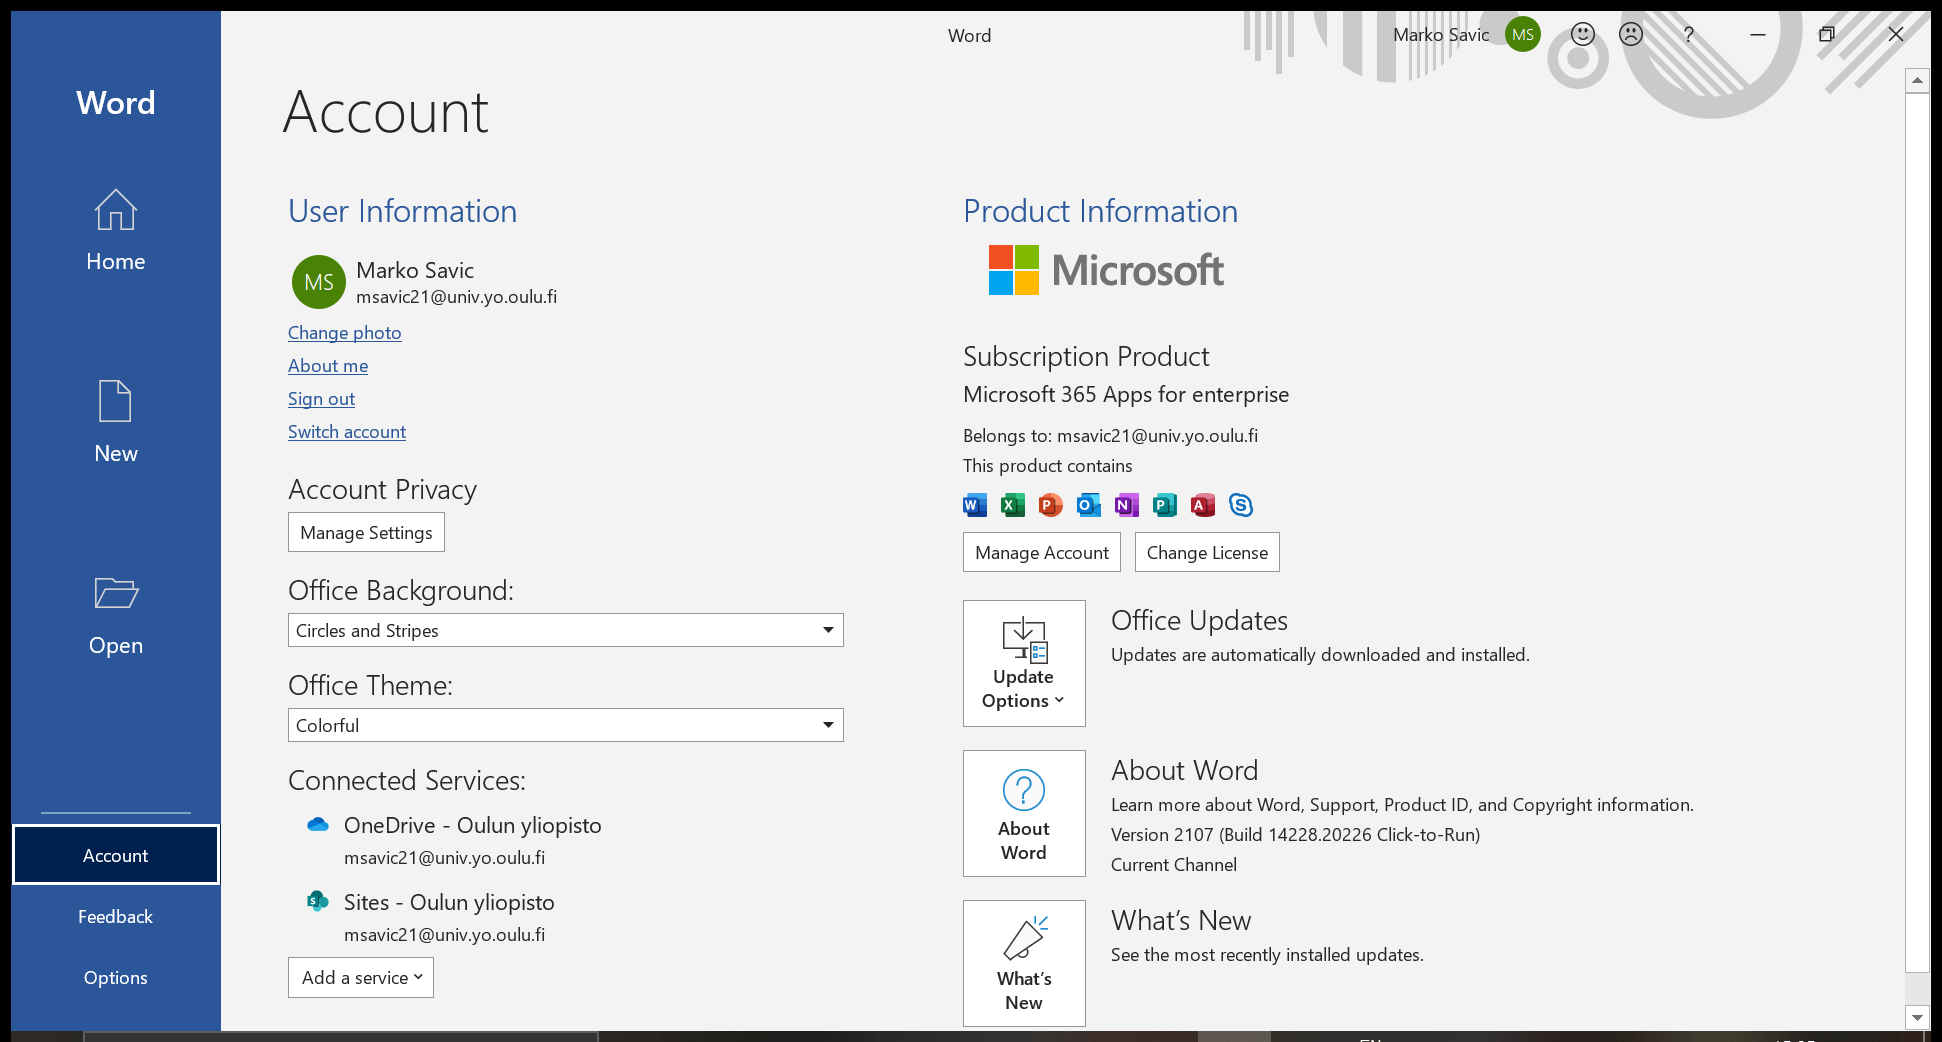 Word
Marko Savic
MS
?
Word
Home
New
Open
Account
Feedback
Options
Account
User Information
MS
Marko Savic
msavic21@univ.yo.oulu.fi
Change photo
About me
Sign out
Switch account
Account Privacy
Manage Settings
Office Background:
Circles and Stripes
Office Theme:
Colorful
Connected Services:
OneDrive - Oulun yliopisto
msavic21@univ.yo.oulu.fi
S
Sites - Oulun yliopisto
msavic21@univ.yo.oulu.fi
Add a service
Product Information
Microsoft
Subscription Product
Microsoft 365 Apps for enterprise
Belongs to: msavic21@univ.yo.oulu.fi
This product contains
W X P O N P A S
Manage Account
Change License
Update
Options
Office Updates
Updates are automatically downloaded and installed.
?
About
Word
About Word
Learn more about Word, Support, Product ID, and Copyright information.
Version 2107 (Build 14228.20226 Click-to-Run)
Current Channel
What's
New
What's New
See the most recently installed updates.